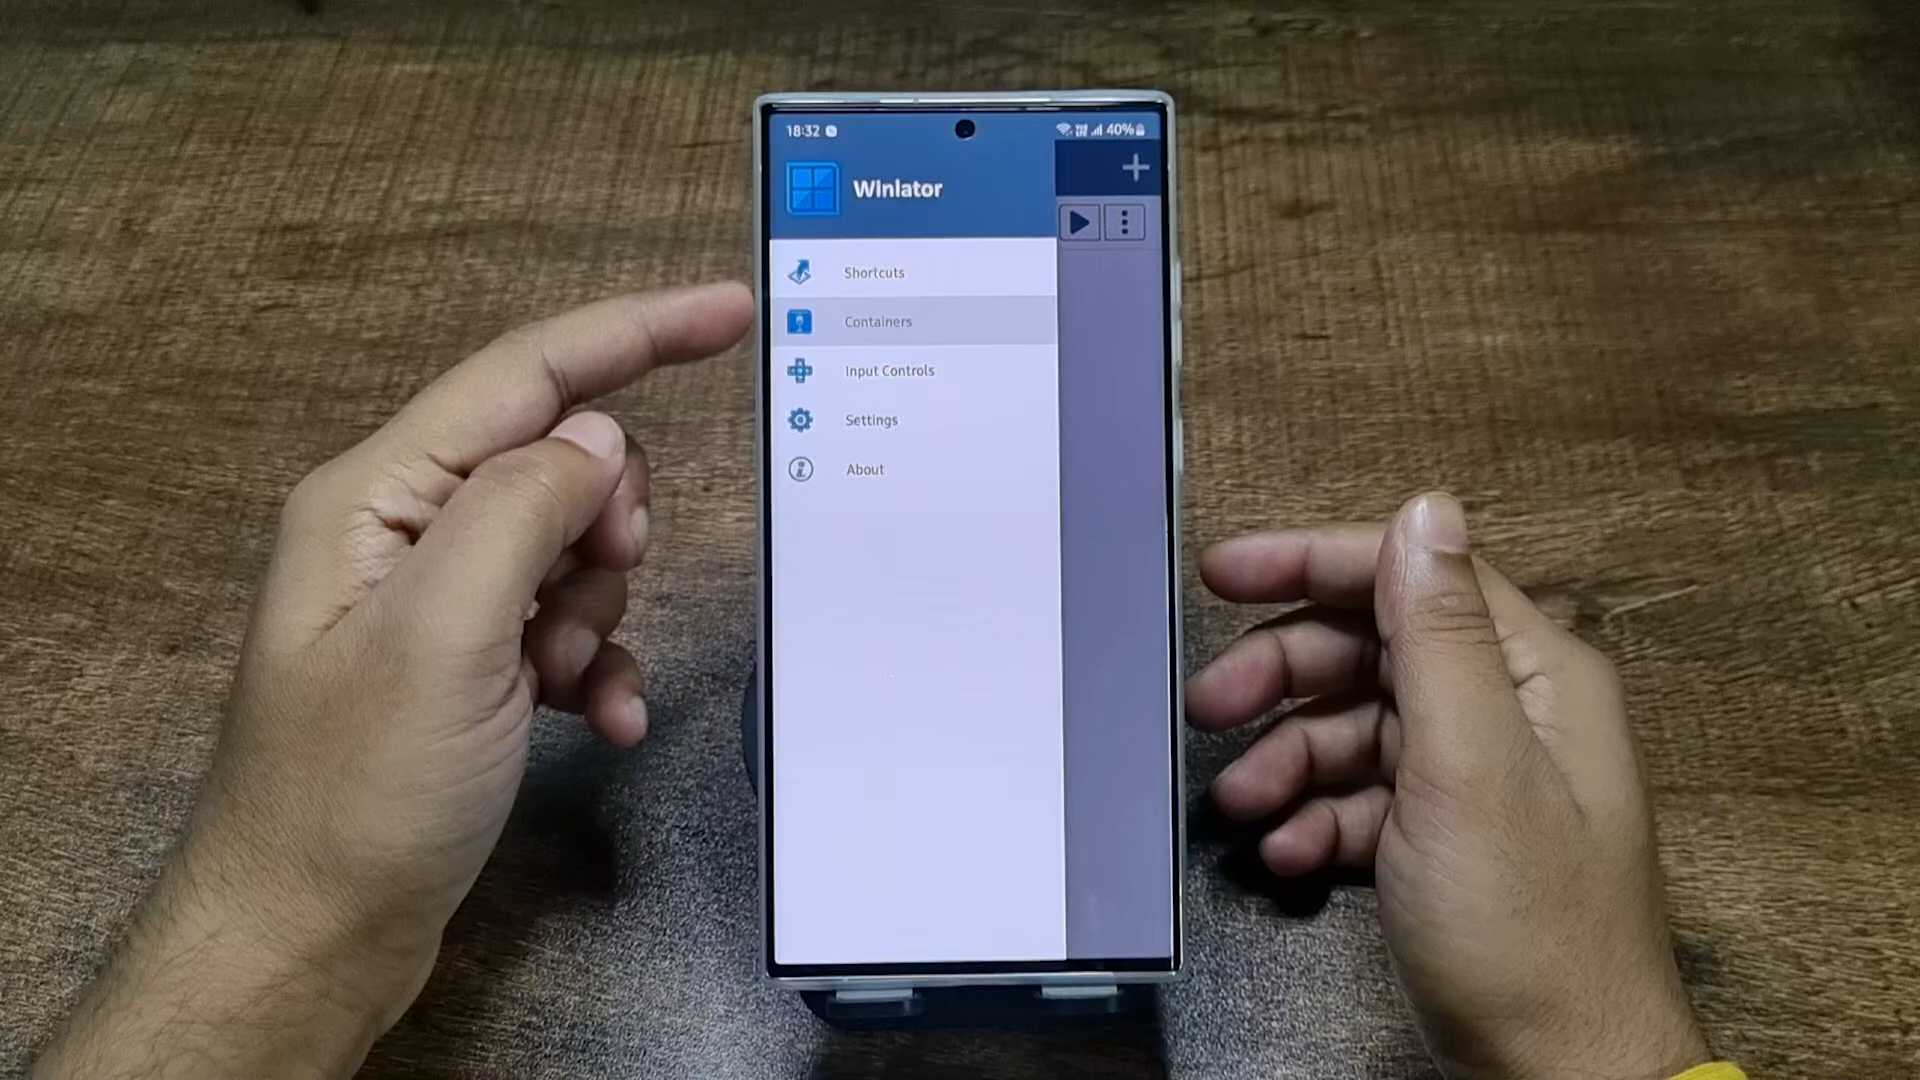 18:32
40%
Winlator
Shortcuts
Containers
Input Controls
Settings
About